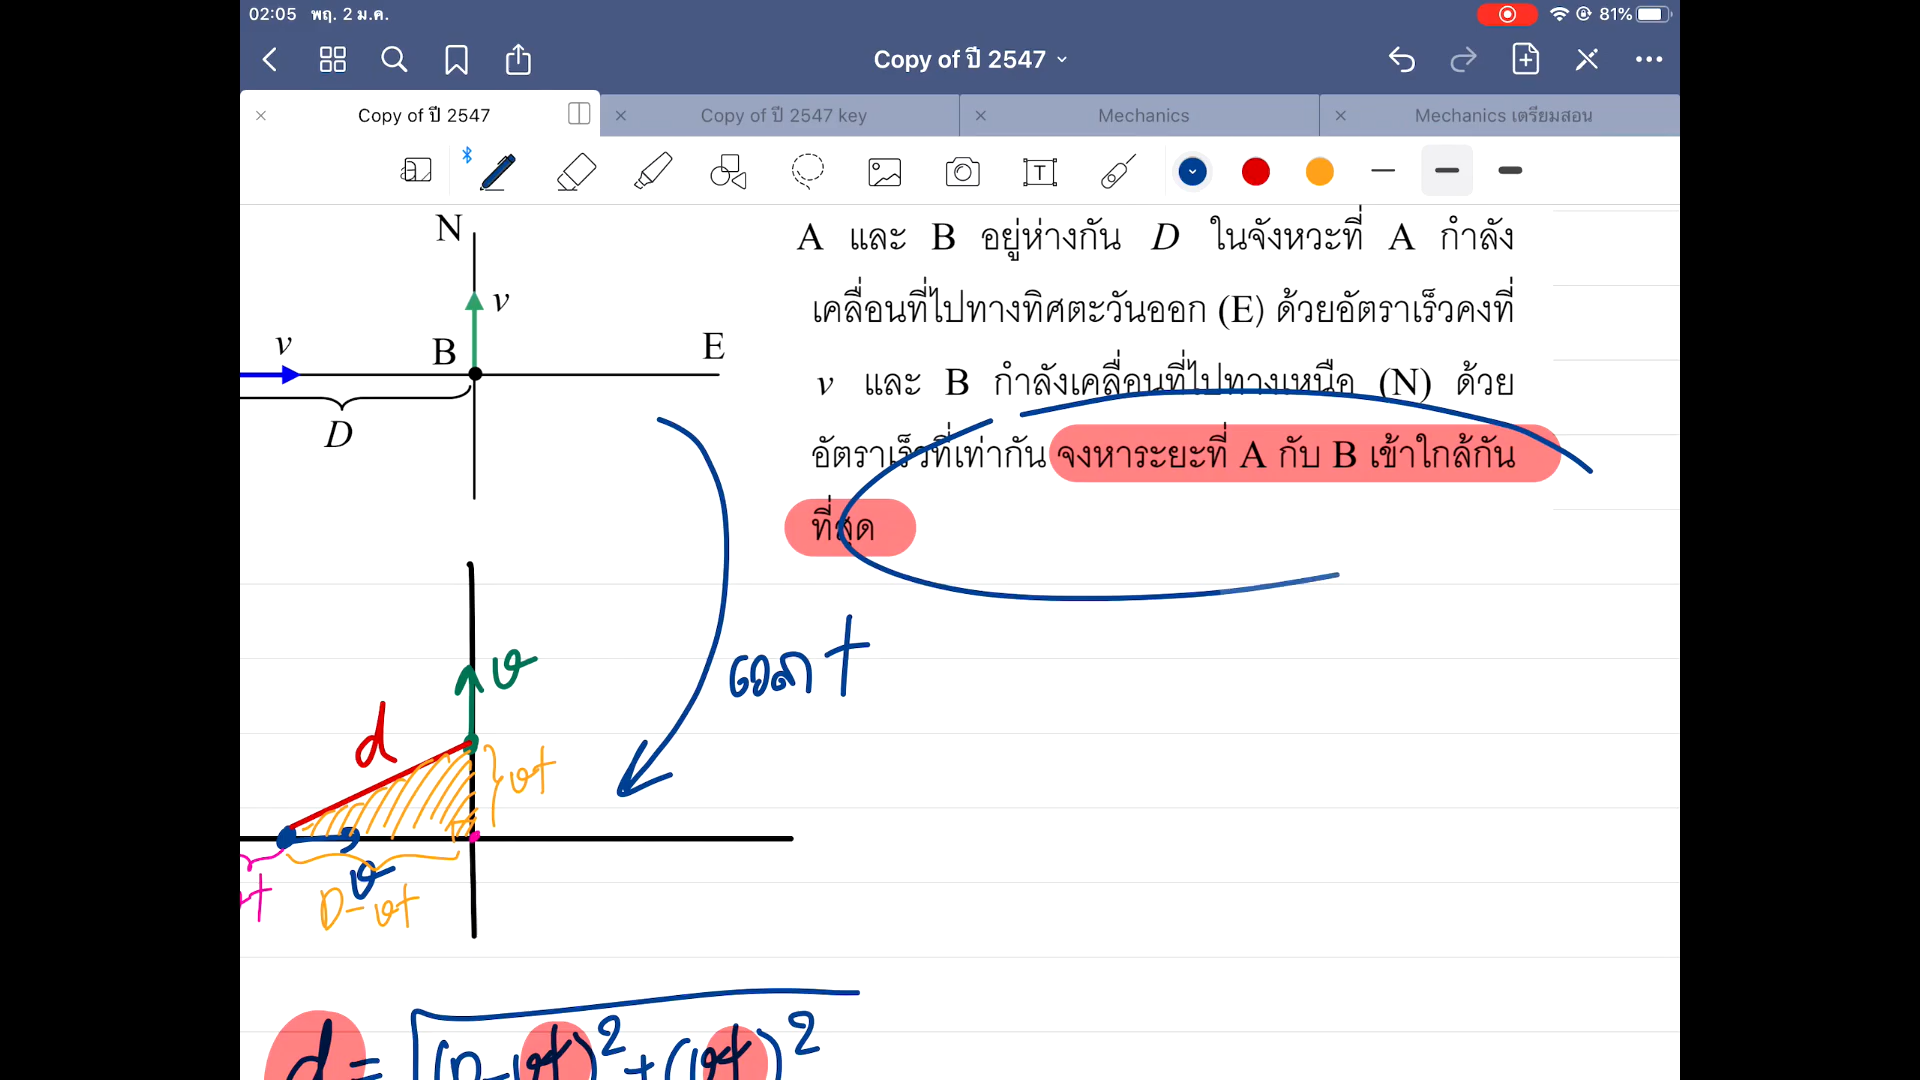 02:05 พฤ. 2 ม.ค.
81%
Copy of ปี 2547
Copy of ปี 2547
Copy of ปี 2547 key
Mechanics
Mechanics เตรียมสอน
N
v
v
B
E
D
A และ B อยู่ห่างกัน D ในจังหวะที่ A กำลัง
เคลื่อนที่ไปทางทิศตะวันออก (E) ด้วยอัตราเร็วคงที่
v และ B กำลังเคลื่อนที่ไปทางเหนือ (N) ด้วย
อัตราเร็วที่เท่ากัน จงหาระยะที่ A กับ B เข้าใกล้กัน
ที่สุด
เวลา t
v
d
vt
v
D-vt
d = √(D-vt)² + (vt)²